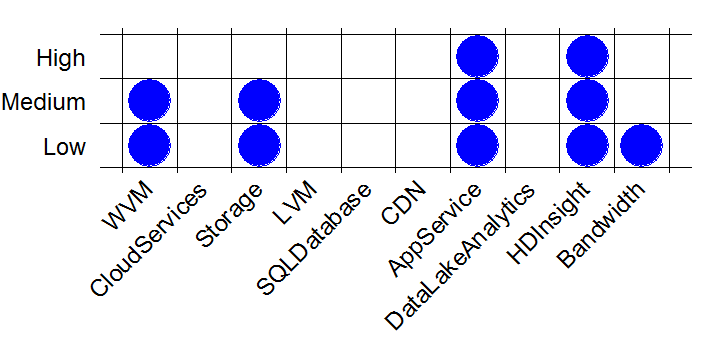 High
Medium
Low
WVM
CloudServices
Storage
LVM
SQLDatabase
CDN
AppService
DataLakeAnalytics
HDInsight
Bandwidth